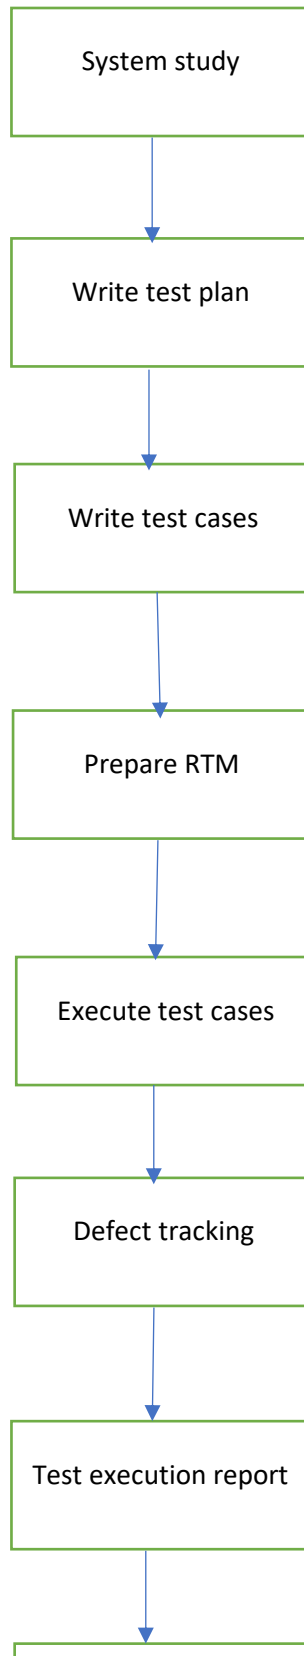 System study
Write test plan
Write test cases
Prepare RTM
Execute test cases
Defect tracking
Test execution report